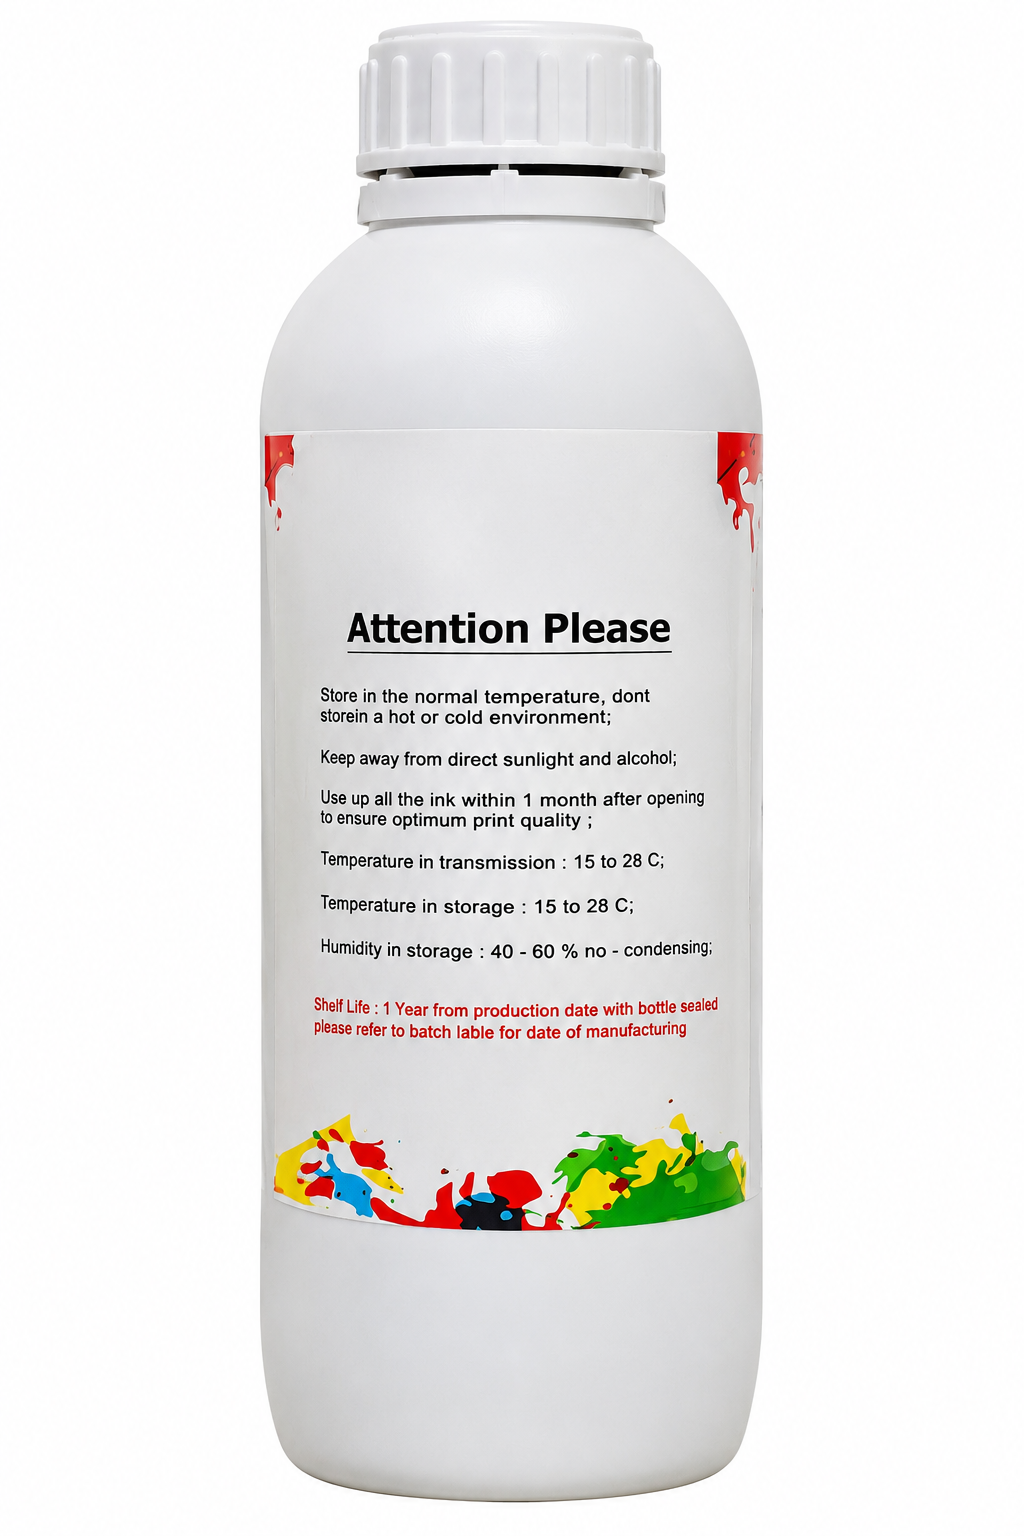 Attention Please
Store in the normal temperature, dont
storein a hot or cold environment;
Keep away from direct sunlight and alcohol;
Use up all the ink within 1 month after opening
to ensure optimum print quality ;
Temperature in transmission : 15 to 28 C;
Temperature in storage : 15 to 28 C;
Humidity in storage : 40 - 60 % no - condensing;
Shelf Life : 1 Year from production date with bottle sealed
please refer to batch lable for date of manufacturing